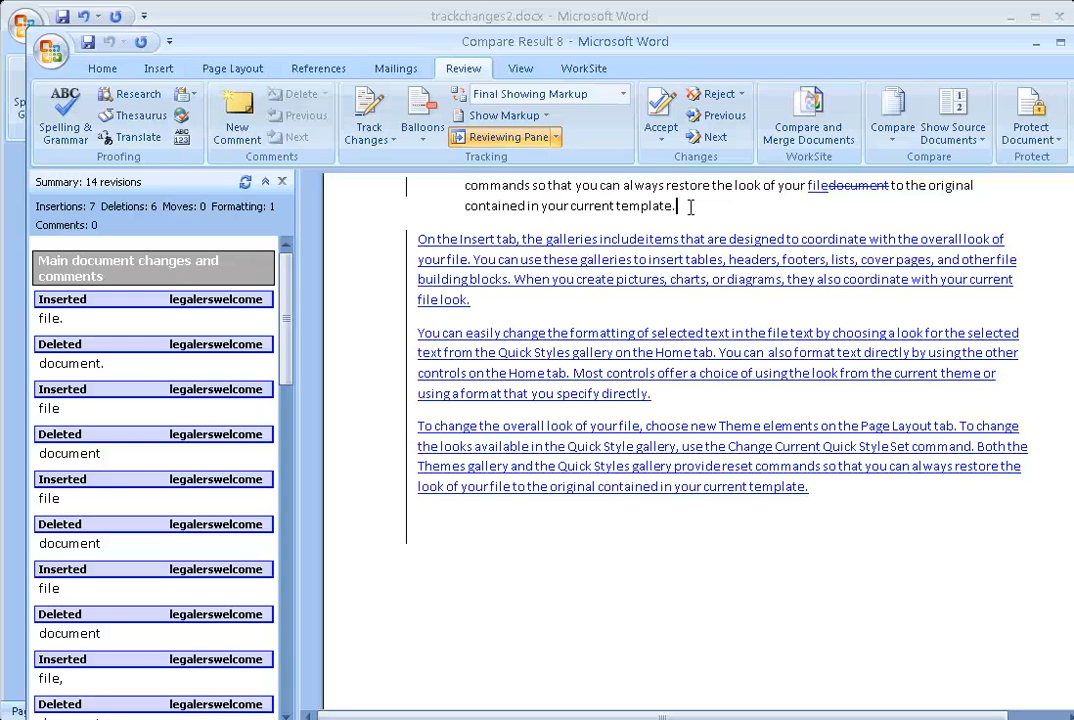 trackchanges2.docx - Microsoft Word
Compare Result 8 - Microsoft Word
Home Insert Page Layout References Mailings Review View WorkSite
ABC Research Delete Final Showing Markup Reject
Thesaurus Previous Show Markup Previous
Spelling & Grammar Translate New Comment Next Track Changes Balloons Reviewing Pane Accept Next Compare and Merge Documents Compare Show Source Documents Protect Document
Proofing Comments Tracking Changes WorkSite Compare Protect
Summary: 14 revisions
Insertions: 7 Deletions: 6 Moves: 0 Formatting: 1
Comments: 0
Main document changes and
comments
Inserted legalerswelcome
file.
Deleted legalerswelcome
document.
Inserted legalerswelcome
file
Deleted legalerswelcome
document
Inserted legalerswelcome
file
Deleted legalerswelcome
document
Inserted legalerswelcome
file
Deleted legalerswelcome
document
Inserted legalerswelcome
file,
Deleted legalerswelcome
commands so that you can always restore the look of your filedocument to the original
contained in your current template.
On the Insert tab, the galleries include items that are designed to coordinate with the overall look of
your file. You can use these galleries to insert tables, headers, footers, lists, cover pages, and other file
building blocks. When you create pictures, charts, or diagrams, they also coordinate with your current
file look.
You can easily change the formatting of selected text in the file text by choosing a look for the selected
text from the Quick Styles gallery on the Home tab. You can also format text directly by using the other
controls on the Home tab. Most controls offer a choice of using the look from the current theme or
using a format that you specify directly.
To change the overall look of your file, choose new Theme elements on the Page Layout tab. To change
the looks available in the Quick Style gallery, use the Change Current Quick Style Set command. Both the
Themes gallery and the Quick Styles gallery provide reset commands so that you can always restore the
look of your file to the original contained in your current template.